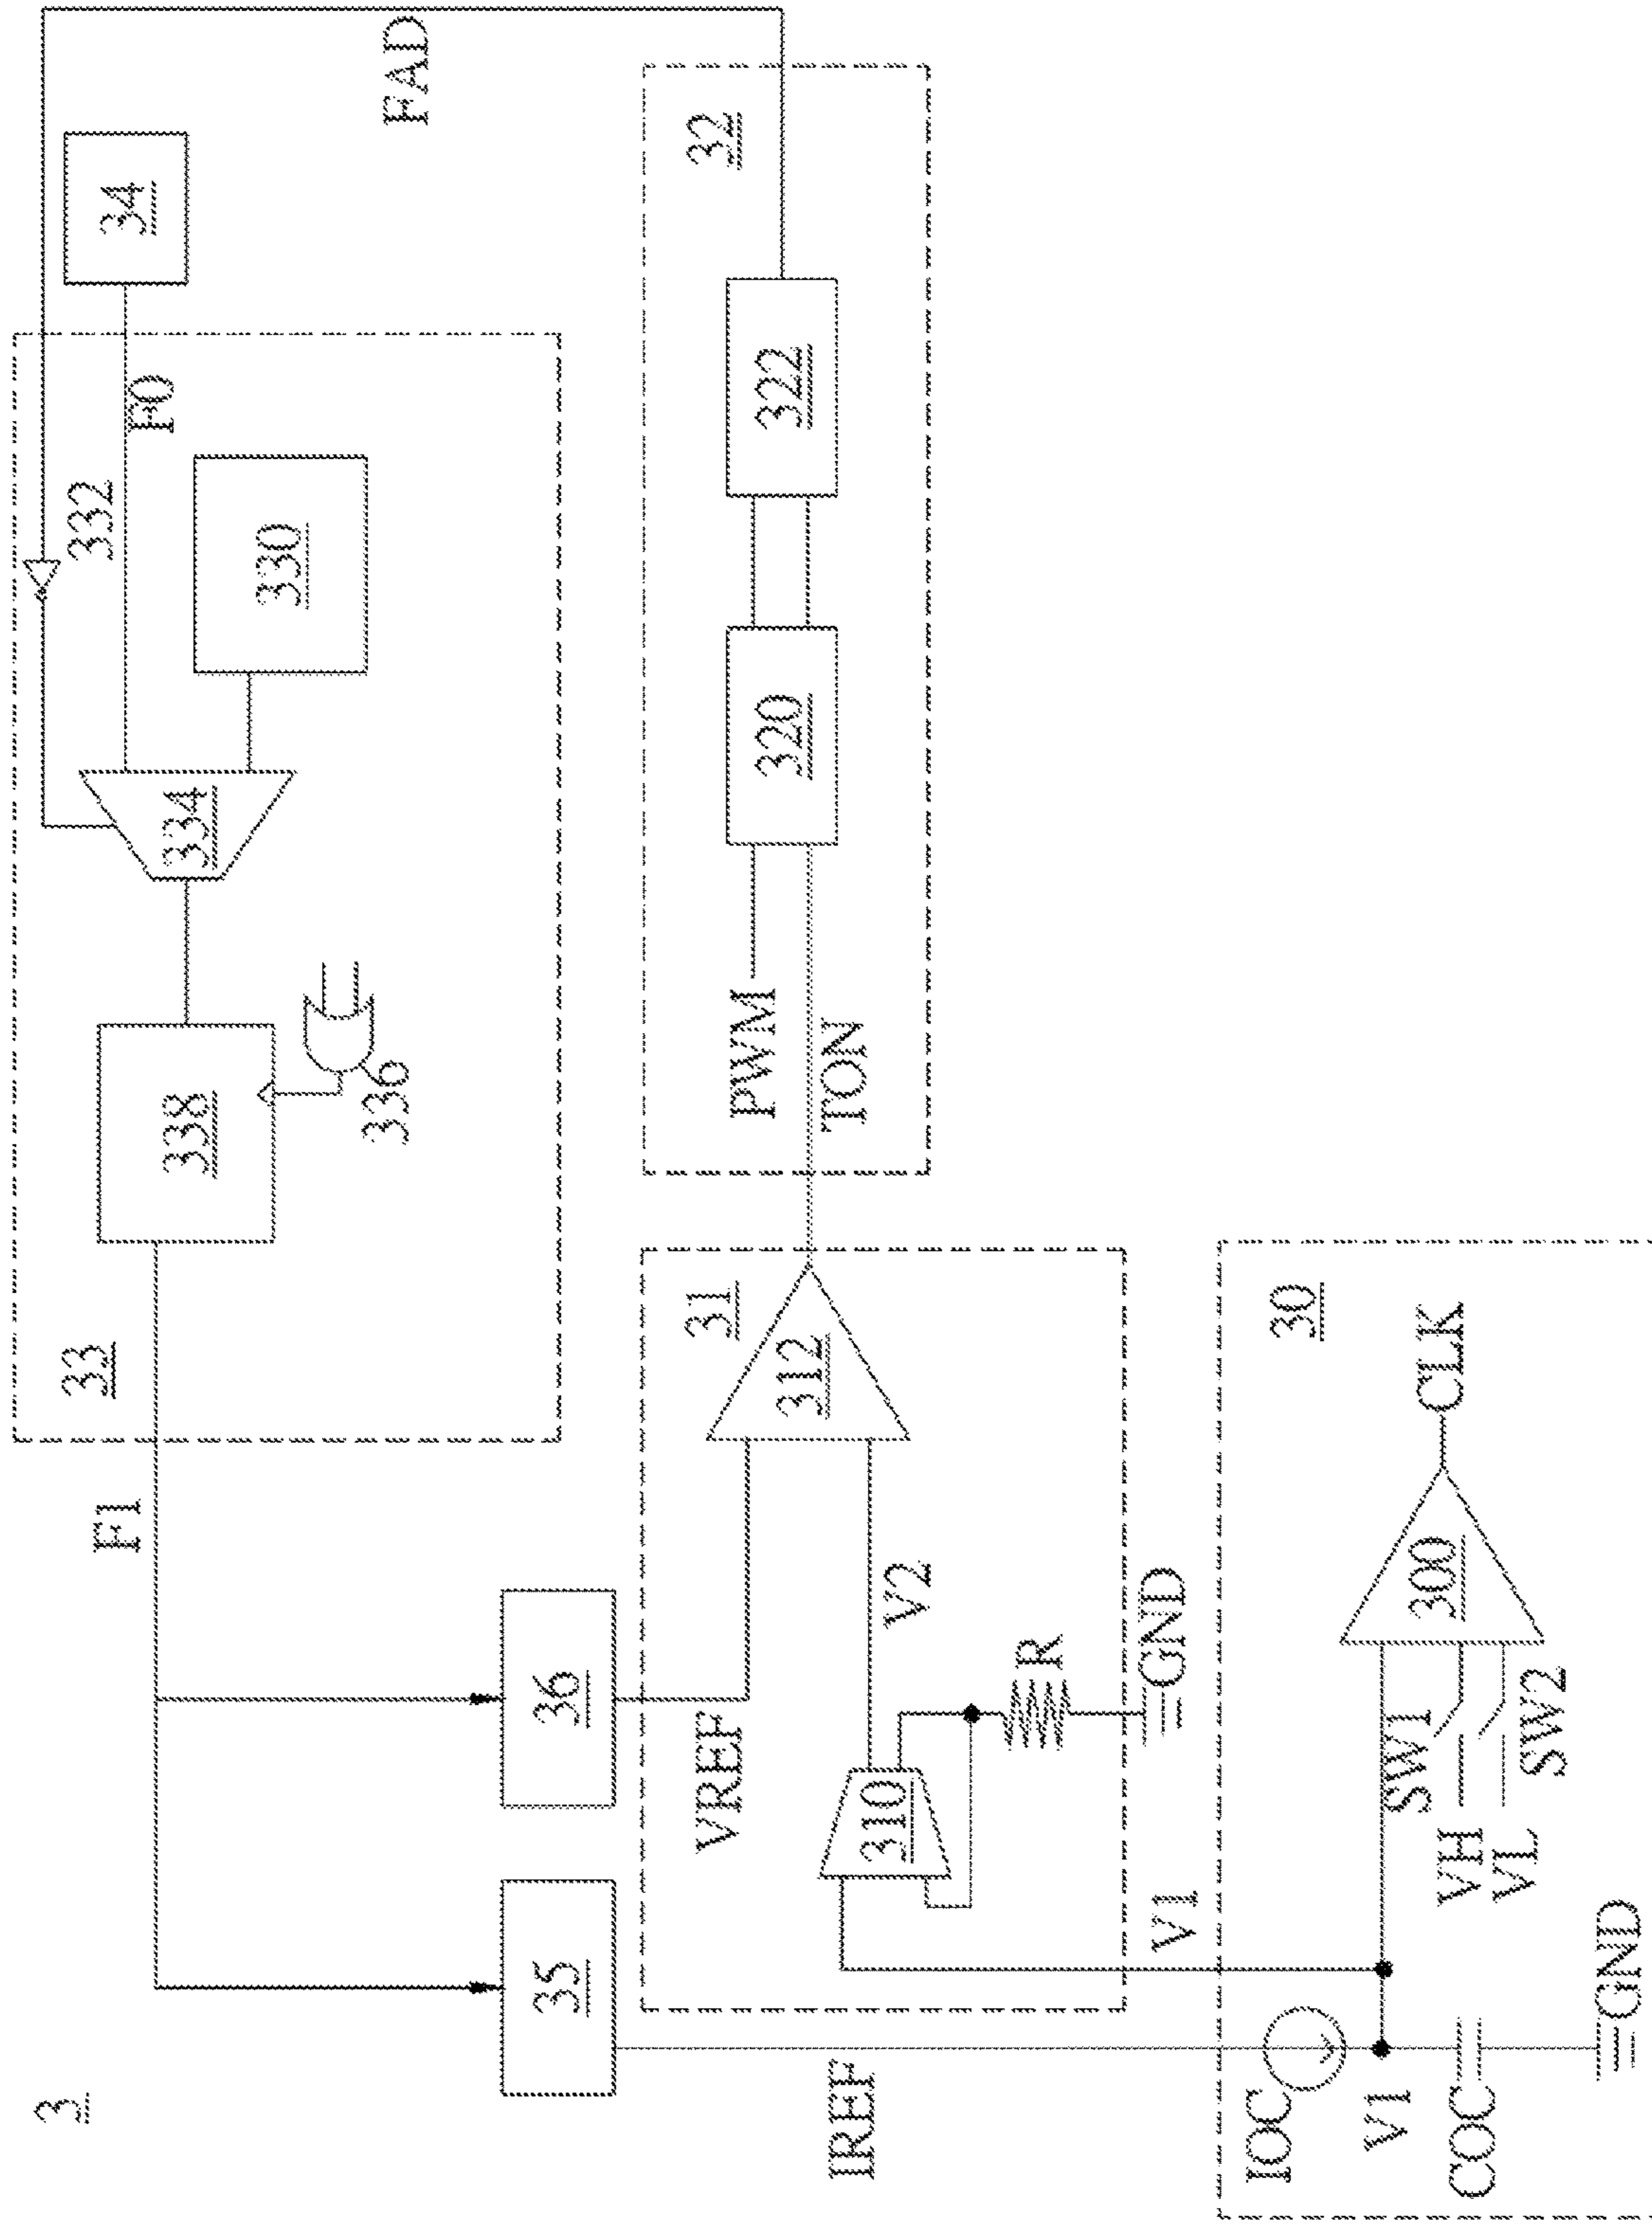 3
33
F1
338
336
334
332
F0
330
34
FAD
35
36
IREF
VREF
31
312
310
V2
R
GND
V1
PWM
TON
320
322
32
30
IOC
V1
COC
GND
SW1
VH
VL
SW2
300
CLK